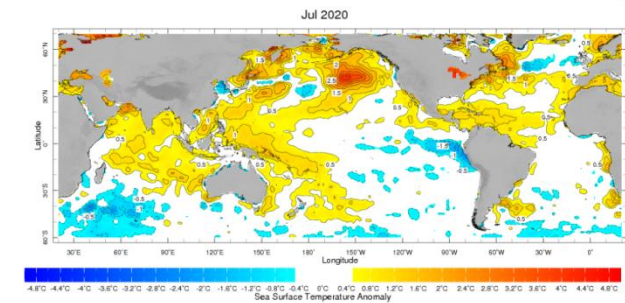 Jul 2020
60°N
30°N
0°
30°S
60°S
Latitude
30°E 60°E 90°E 120°E 150°E 180° 150°W 120°W 90°W 60°W 30°W 0°
Longitude
-4.8°C -4.4°C -4°C -3.6°C -3.2°C -2.8°C -2.4°C -2°C -1.6°C -1.2°C -0.8°C -0.4°C 0°C 0.4°C 0.8°C 1.2°C 1.6°C 2°C 2.4°C 2.8°C 3.2°C 3.6°C 4°C 4.4°C 4.8°C
Sea Surface Temperature Anomaly